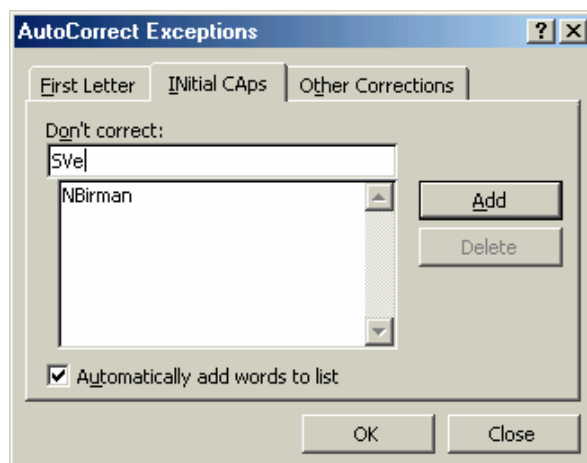 AutoCorrect Exceptions
First Letter INitial CAps Other Corrections
Don't correct:
SVe
NBirman
Add
Delete
Automatically add words to list
OK Close